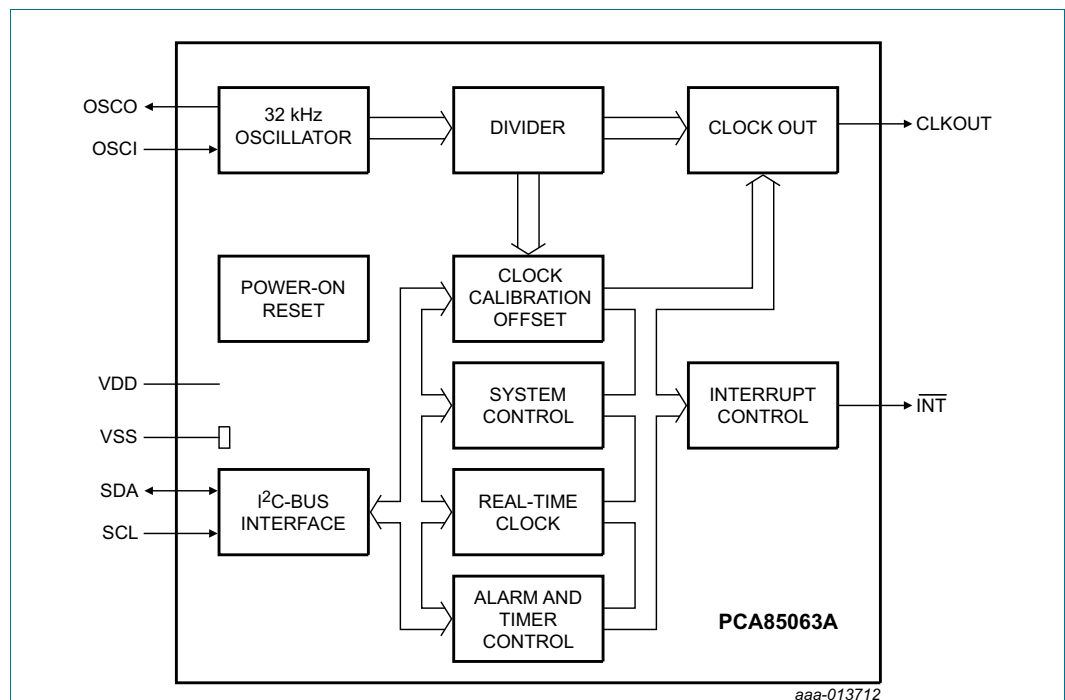 OSCO
OSCI
32 kHz
OSCILLATOR
DIVIDER
CLOCK OUT
CLKOUT
POWER-ON
RESET
CLOCK
CALIBRATION
OFFSET
VDD
VSS
SYSTEM
CONTROL
INTERRUPT
CONTROL
INT
SDA
SCL
I²C-BUS
INTERFACE
REAL-TIME
CLOCK
ALARM AND
TIMER
CONTROL
PCA85063A
aaa-013712